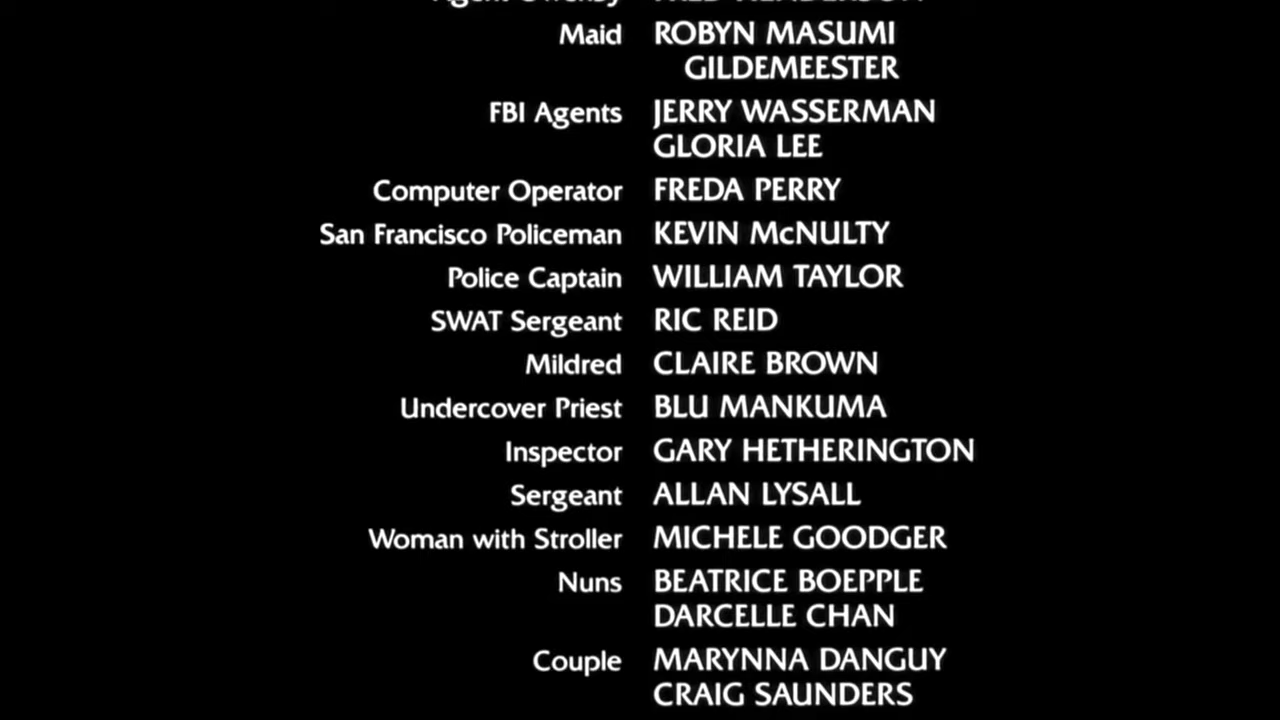 Maid ROBYN MASUMI
GILDEMEESTER
FBI Agents JERRY WASSERMAN
GLORIA LEE
Computer Operator FREDA PERRY
San Francisco Policeman KEVIN McNULTY
Police Captain WILLIAM TAYLOR
SWAT Sergeant RIC REID
Mildred CLAIRE BROWN
Undercover Priest BLU MANKUMA
Inspector GARY HETHERINGTON
Sergeant ALLAN LYSALL
Woman with Stroller MICHELE GOODGER
Nuns BEATRICE BOEPPLE
DARCELLE CHAN
Couple MARYNNA DANGUY
CRAIG SAUNDERS